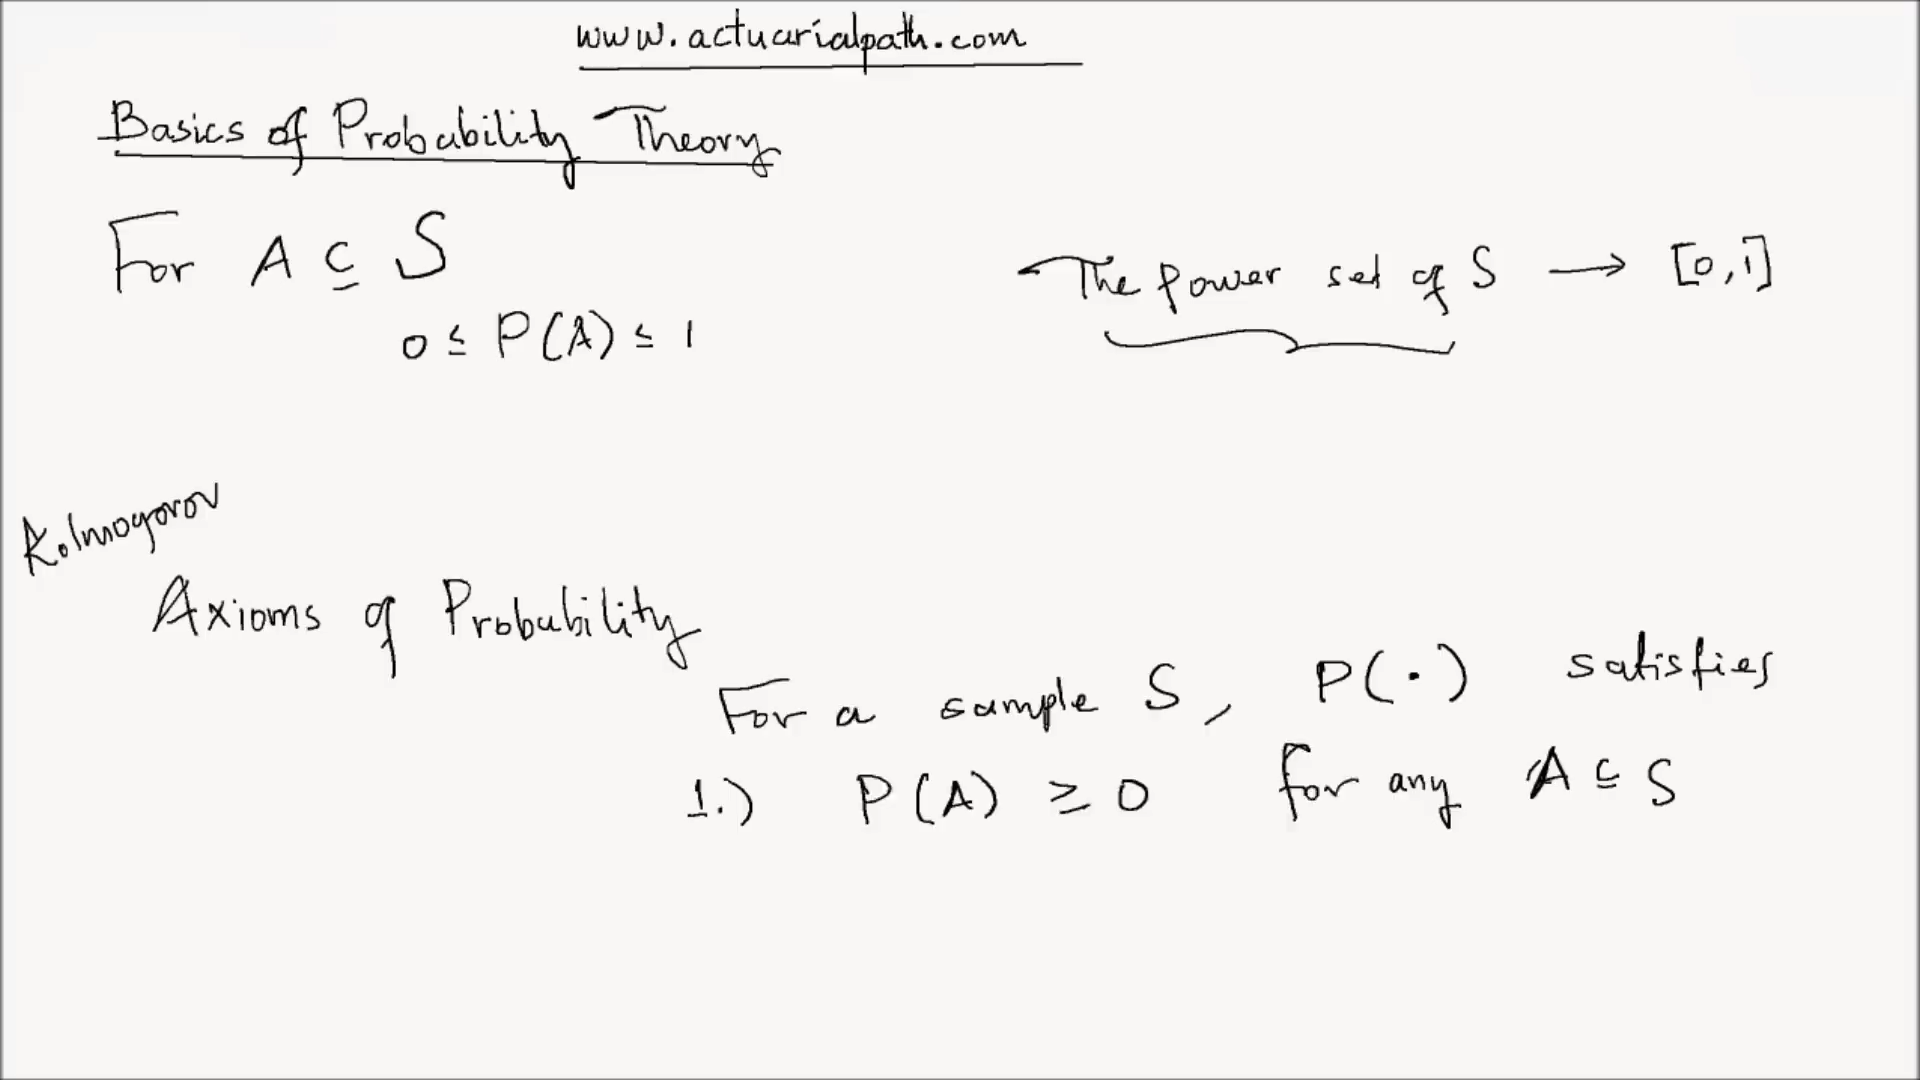 www.actuarialpath.com
Basics of Probability Theory
For A ⊆ S
The power set of S → [0,1]
0 ≤ P(A) ≤ 1
Kolmogorov
Axioms of Probability
For a sample S, P(·) satisfies
1.) P(A) ≥ 0 for any A ⊆ S